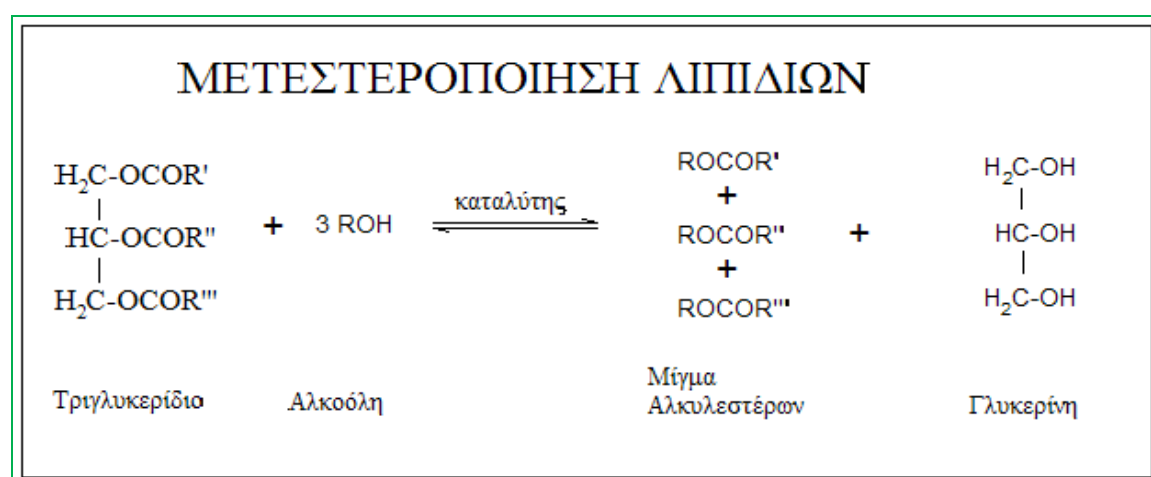 ΜΕΤΕΣΤΕΡΟΠΟΙΗΣΗ ΛΙΠΙΔΙΩΝ
H₂C-OCOR'
HC-OCOR"
H₂C-OCOR'"
+ 3 ROH
καταλύτης
ROCOR'
+
ROCOR"
+
ROCOR"'
+
H₂C-OH
HC-OH
H₂C-OH
Τριγλυκερίδιο
Αλκοόλη
Μίγμα
Αλκυλεστέρων
Γλυκερίνη